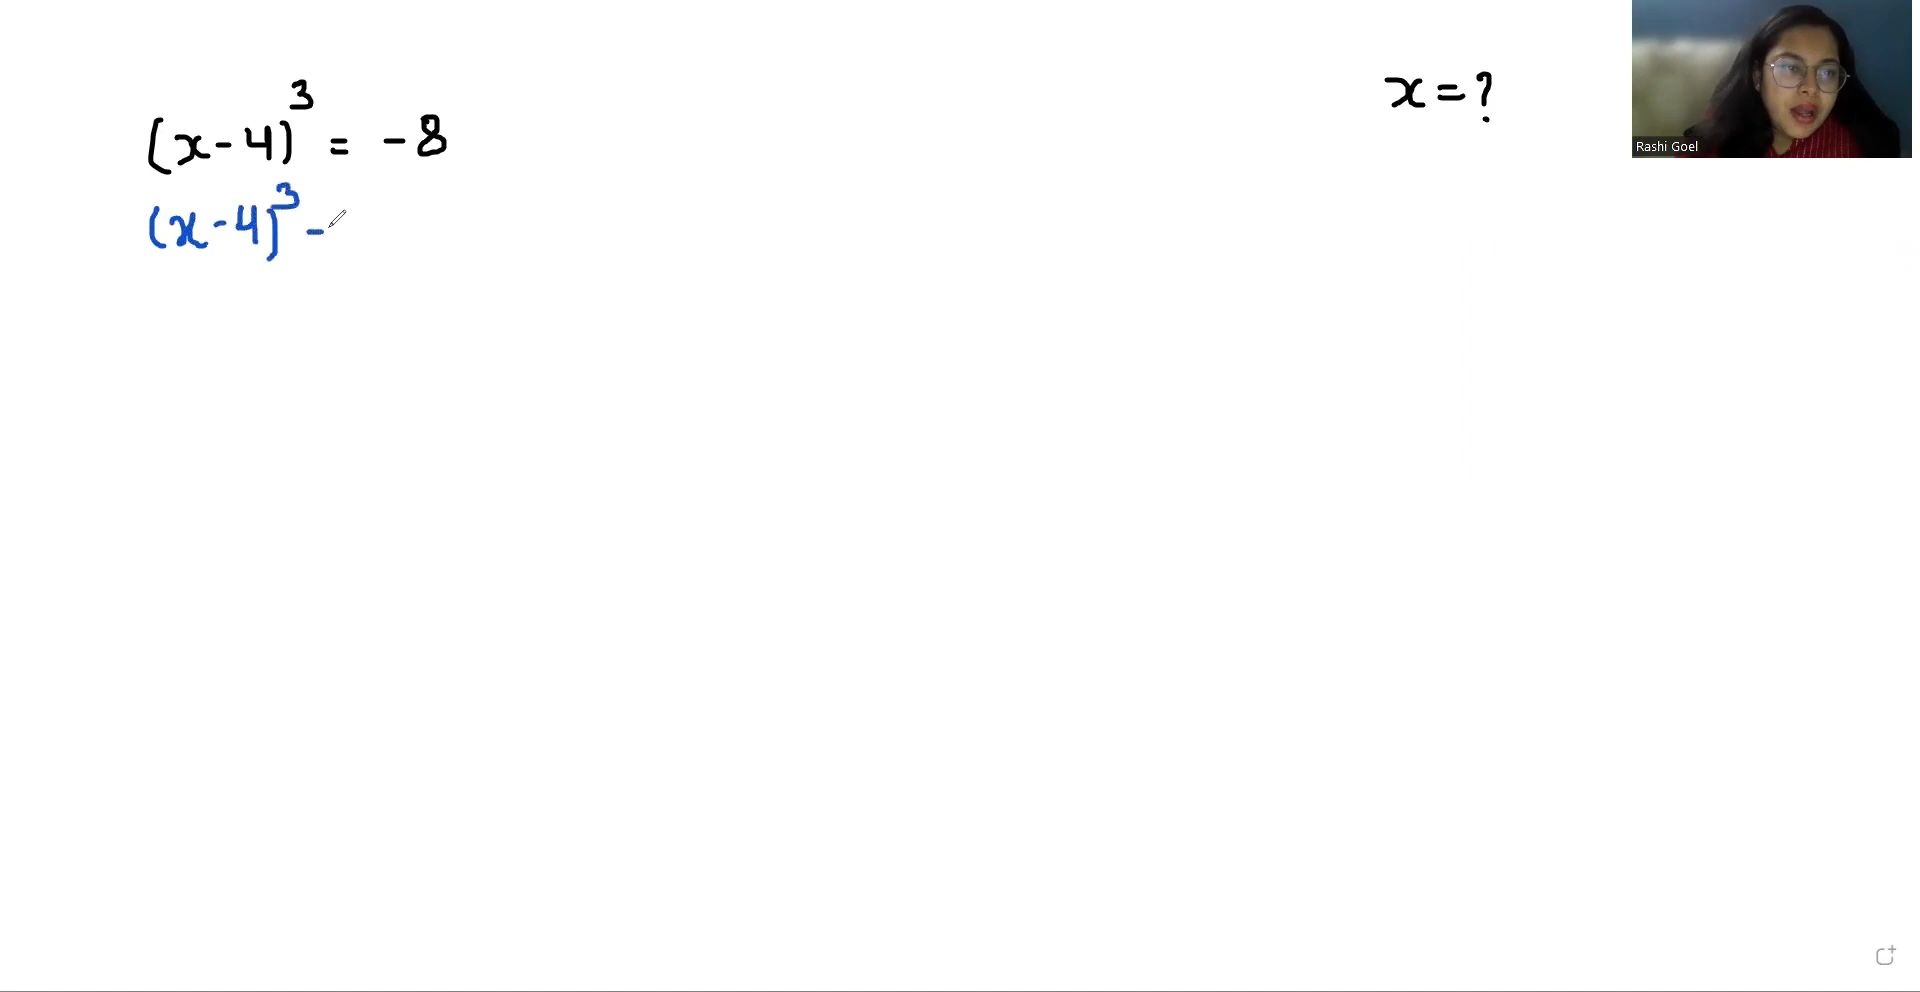 (x-4)³ = -8
x = ?
Rashi Goel
(x-4)³ -